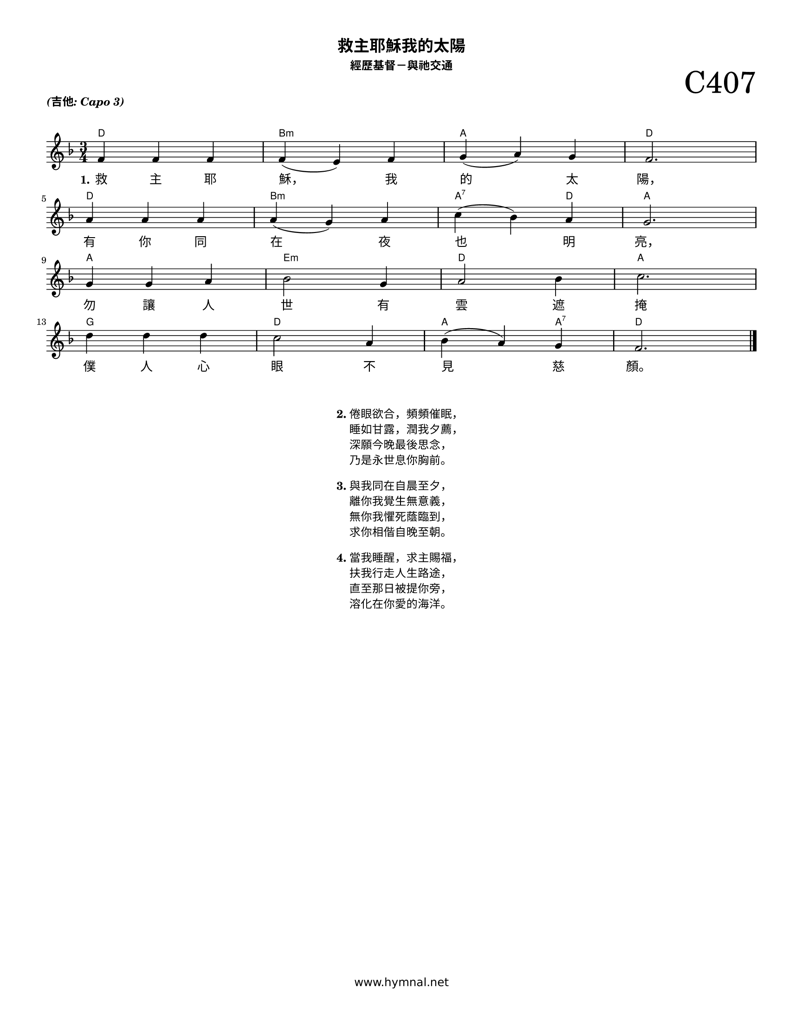 救主耶穌我的太陽
經歷基督－與祂交通
C407
(吉他: Capo 3)
D Bm A D
3
4
1. 救 主 耶 穌， 我 的 太 陽，
5 D Bm A7 D A
有 你 同 在 夜 也 明 亮，
9 A Em D A
勿 讓 人 世 有 雲 遮 掩
13 G D A A7 D
僕 人 心 眼 不 見 慈 顏。
2. 倦眼欲合，頻頻催眠，
睡如甘露，潤我夕薦，
深願今晚最後思念，
乃是永世息你胸前。
3. 與我同在自晨至夕，
離你我覺生無意義，
無你我懼死蔭臨到，
求你相偕自晚至朝。
4. 當我睡醒，求主賜福，
扶我行走人生路途，
直至那日被提你旁，
溶化在你愛的海洋。
www.hymnal.net